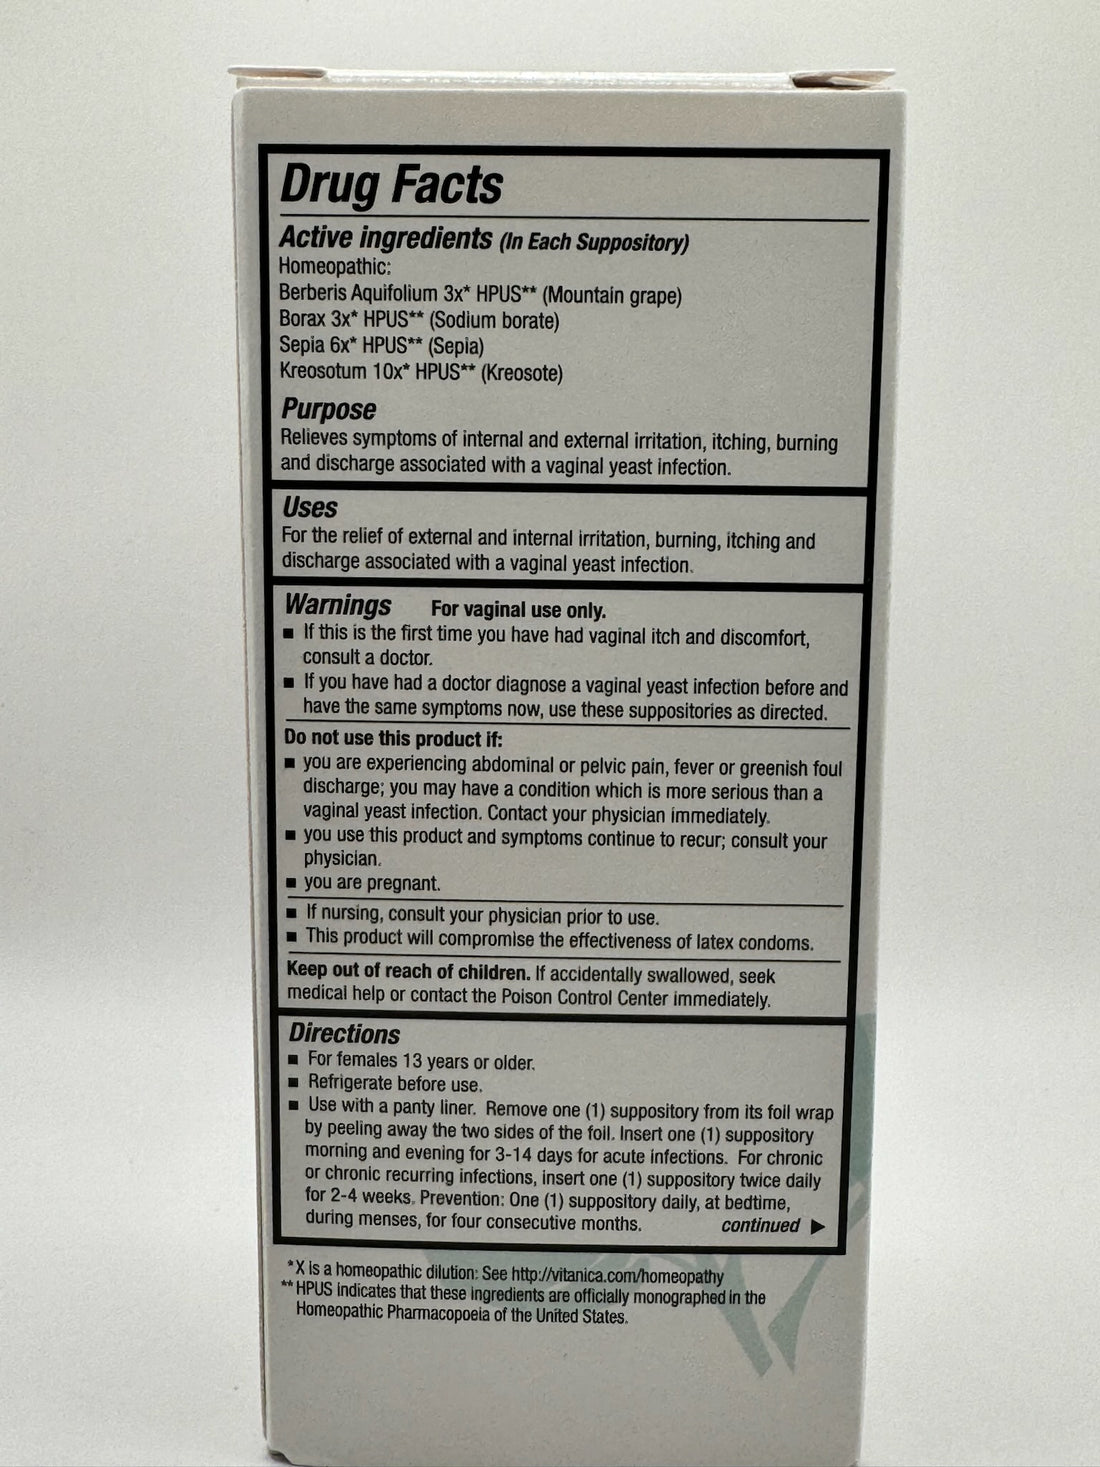 Drug Facts
Active ingredients (In Each Suppository)
Homeopathic:
Berberis Aquifolium 3x* HPUS** (Mountain grape)
Borax 3x* HPUS** (Sodium borate)
Sepia 6x* HPUS** (Sepia)
Kreosotum 10x* HPUS** (Kreosote)
Purpose
Relieves symptoms of internal and external irritation, itching, burning
and discharge associated with a vaginal yeast infection.
Uses
For the relief of external and internal irritation, burning, itching and
discharge associated with a vaginal yeast infection.
Warnings For vaginal use only.
■ If this is the first time you have had vaginal itch and discomfort,
consult a doctor.
■ If you have had a doctor diagnose a vaginal yeast infection before and
have the same symptoms now, use these suppositories as directed.
Do not use this product if:
■ you are experiencing abdominal or pelvic pain, fever or greenish foul
discharge; you may have a condition which is more serious than a
vaginal yeast infection. Contact your physician immediately.
■ you use this product and symptoms continue to recur; consult your
physician.
■ you are pregnant.
■ If nursing, consult your physician prior to use.
■ This product will compromise the effectiveness of latex condoms.
Keep out of reach of children. If accidentally swallowed, seek
medical help or contact the Poison Control Center immediately.
Directions
■ For females 13 years or older.
■ Refrigerate before use.
■ Use with a panty liner. Remove one (1) suppository from its foil wrap
by peeling away the two sides of the foil. Insert one (1) suppository
morning and evening for 3-14 days for acute infections. For chronic
or chronic recurring infections, insert one (1) suppository twice daily
for 2-4 weeks. Prevention: One (1) suppository daily, at bedtime,
during menses, for four consecutive months. continued ▶
*X is a homeopathic dilution: See http://vitanica.com/homeopathy
**HPUS indicates that these ingredients are officially monographed in the
Homeopathic Pharmacopoeia of the United States.